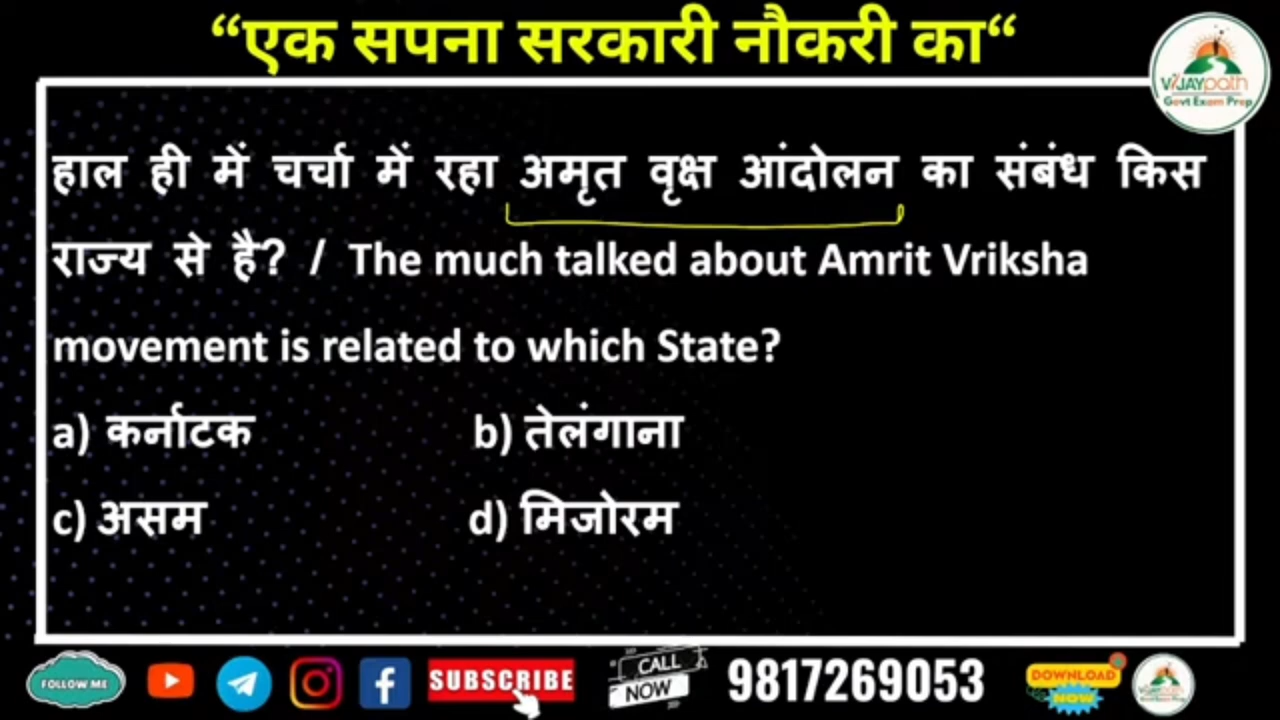 “एक सपना सरकारी नौकरी का“
VIJAYpath
Govt Exam Prep
हाल ही में चर्चा में रहा अमृत वृक्ष आंदोलन का संबंध किस
राज्य से है? / The much talked about Amrit Vriksha
movement is related to which State?
a) कर्नाटक b) तेलंगाना
c) असम d) मिजोरम
FOLLOW ME
SUBSCRIBE
CALL
NOW
9817269053
DOWNLOAD
NOW